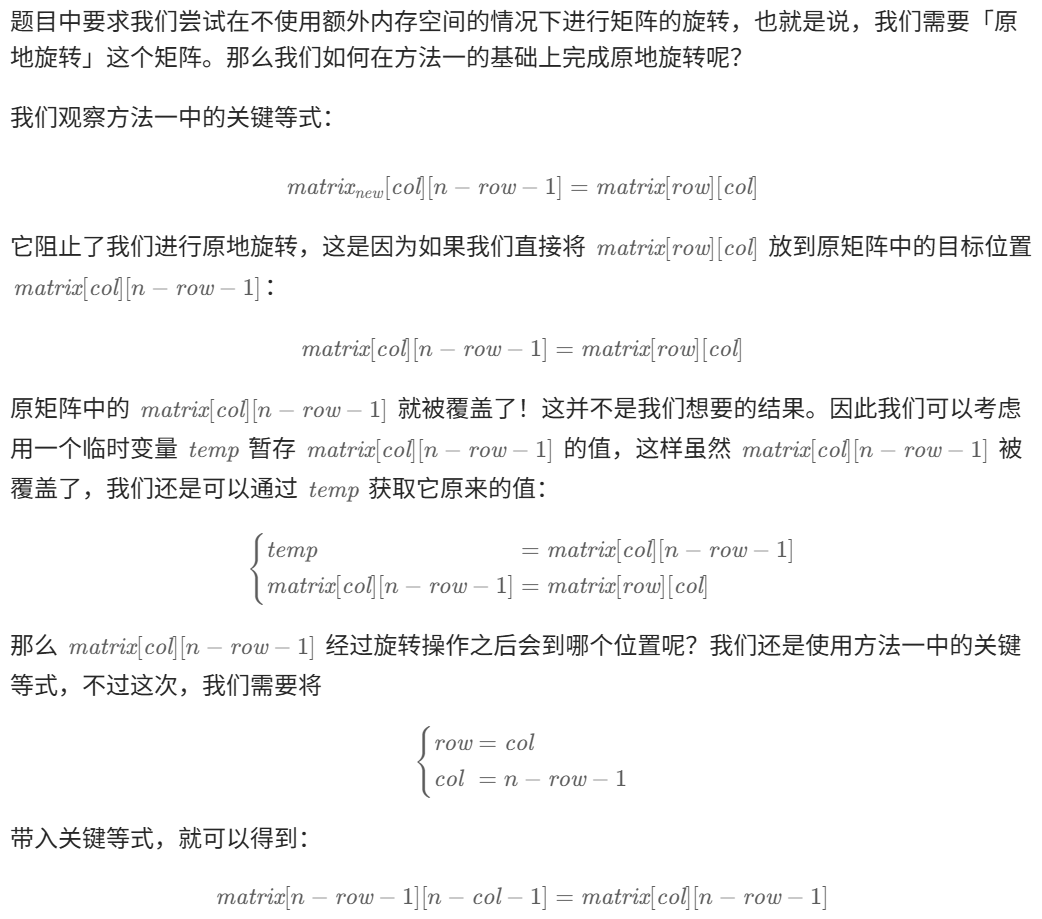 题目中要求我们尝试在不使用额外内存空间的情况下进行矩阵的旋转，也就是说，我们需要「原
地旋转」这个矩阵。那么我们如何在方法一的基础上完成原地旋转呢？
我们观察方法一中的关键等式：
matrix_new[col][n − row − 1] = matrix[row][col]
它阻止了我们进行原地旋转，这是因为如果我们直接将 matrix[row][col] 放到原矩阵中的目标位置
matrix[col][n − row − 1]：
matrix[col][n − row − 1] = matrix[row][col]
原矩阵中的 matrix[col][n − row − 1] 就被覆盖了！这并不是我们想要的结果。因此我们可以考虑
用一个临时变量 temp 暂存 matrix[col][n − row − 1] 的值，这样虽然 matrix[col][n − row − 1] 被
覆盖了，我们还是可以通过 temp 获取它原来的值：
temp = matrix[col][n − row − 1]
matrix[col][n − row − 1] = matrix[row][col]
那么 matrix[col][n − row − 1] 经过旋转操作之后会到哪个位置呢？我们还是使用方法一中的关键
等式，不过这次，我们需要将
row = col
col = n − row − 1
带入关键等式，就可以得到：
matrix[n − row − 1][n − col − 1] = matrix[col][n − row − 1]